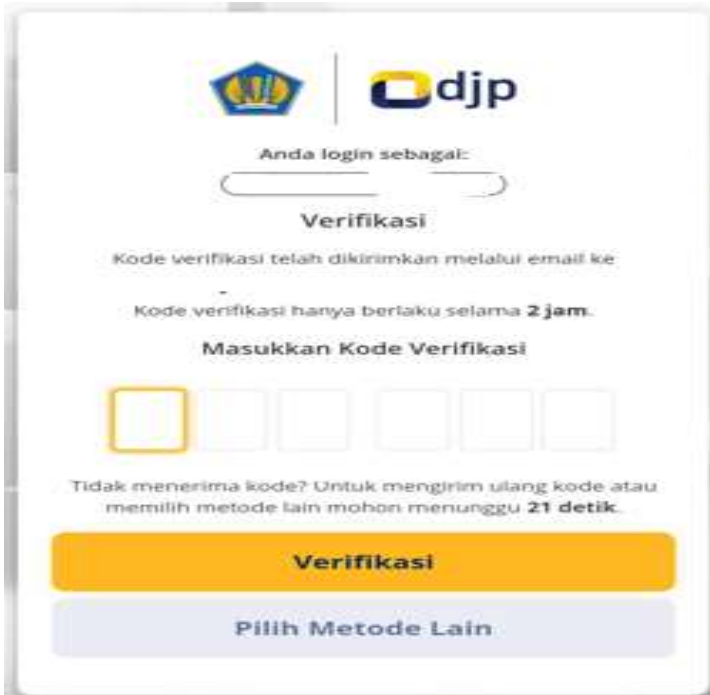 djp
Anda login sebagai:
Verifikasi
Kode verifikasi telah dikirimkan melalui email ke
Kode verifikasi hanya berlaku selama 2 jam.
Masukkan Kode Verifikasi
Tidak menerima kode? Untuk mengirim ulang kode atau
memilih metode lain mohon menunggu 21 detik.
Verifikasi
Pilih Metode Lain